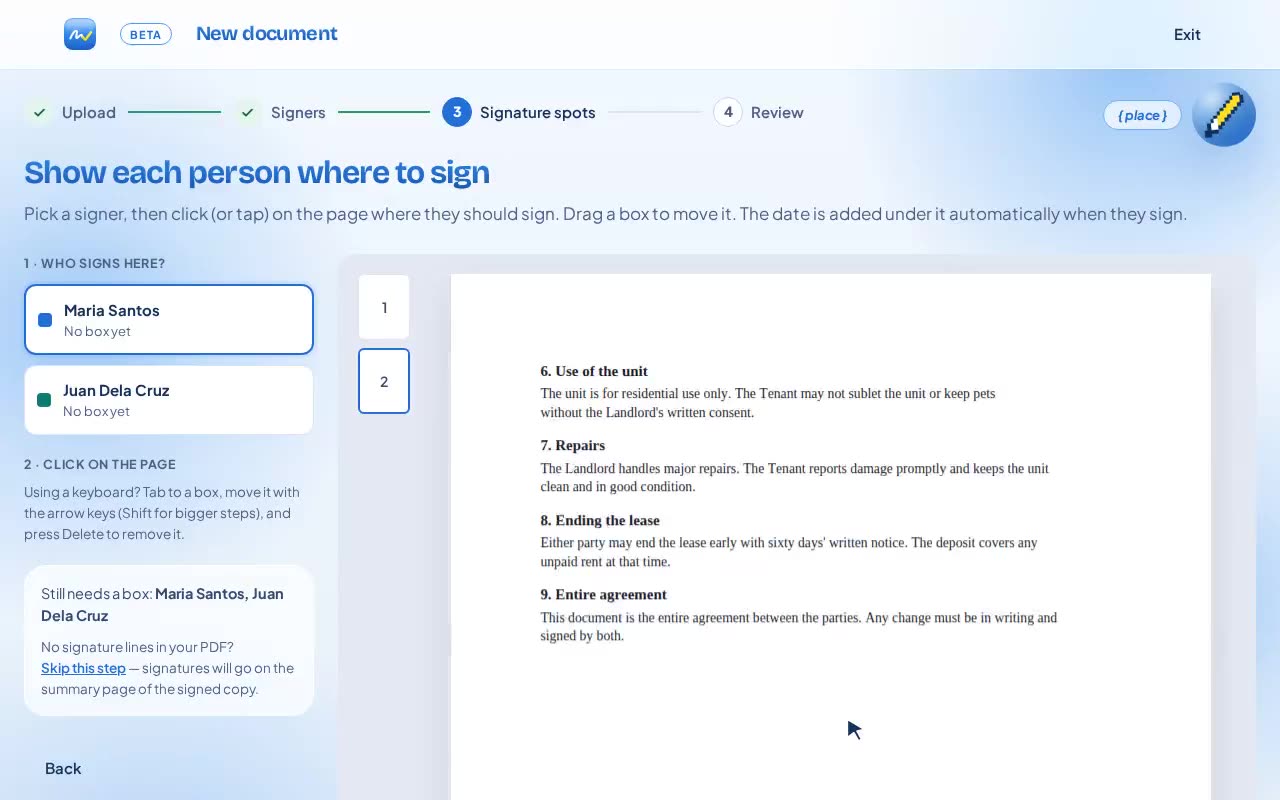 BETA
New document
Exit
Upload
Signers
3
Signature spots
4
Review
{ place }
Show each person where to sign
Pick a signer, then click (or tap) on the page where they should sign. Drag a box to move it. The date is added under it automatically when they sign.
1 · WHO SIGNS HERE?
Maria Santos
No box yet
Juan Dela Cruz
No box yet
2 · CLICK ON THE PAGE
Using a keyboard? Tab to a box, move it with
the arrow keys (Shift for bigger steps), and
press Delete to remove it.
Still needs a box: Maria Santos, Juan
Dela Cruz
No signature lines in your PDF?
Skip this step — signatures will go on the
summary page of the signed copy.
Back
1
2
6. Use of the unit
The unit is for residential use only. The Tenant may not sublet the unit or keep pets
without the Landlord's written consent.
7. Repairs
The Landlord handles major repairs. The Tenant reports damage promptly and keeps the unit
clean and in good condition.
8. Ending the lease
Either party may end the lease early with sixty days' written notice. The deposit covers any
unpaid rent at that time.
9. Entire agreement
This document is the entire agreement between the parties. Any change must be in writing and
signed by both.